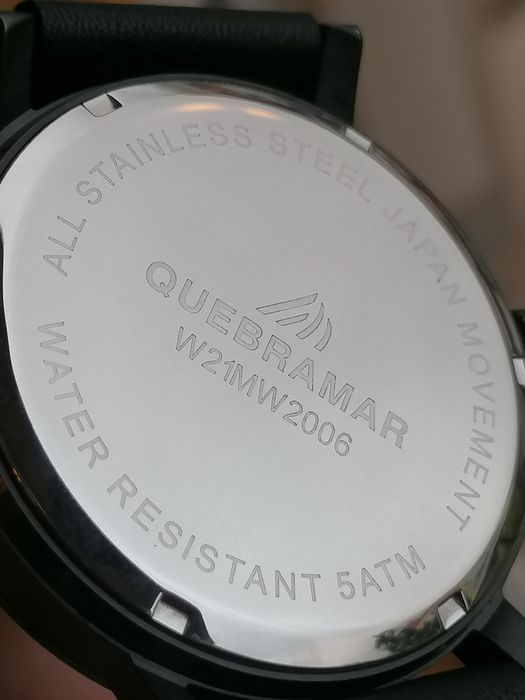 ALL STAINLESS STEEL JAPAN MOVEMENT
QUEBRAMAR
W21MW2006
WATER RESISTANT 5ATM